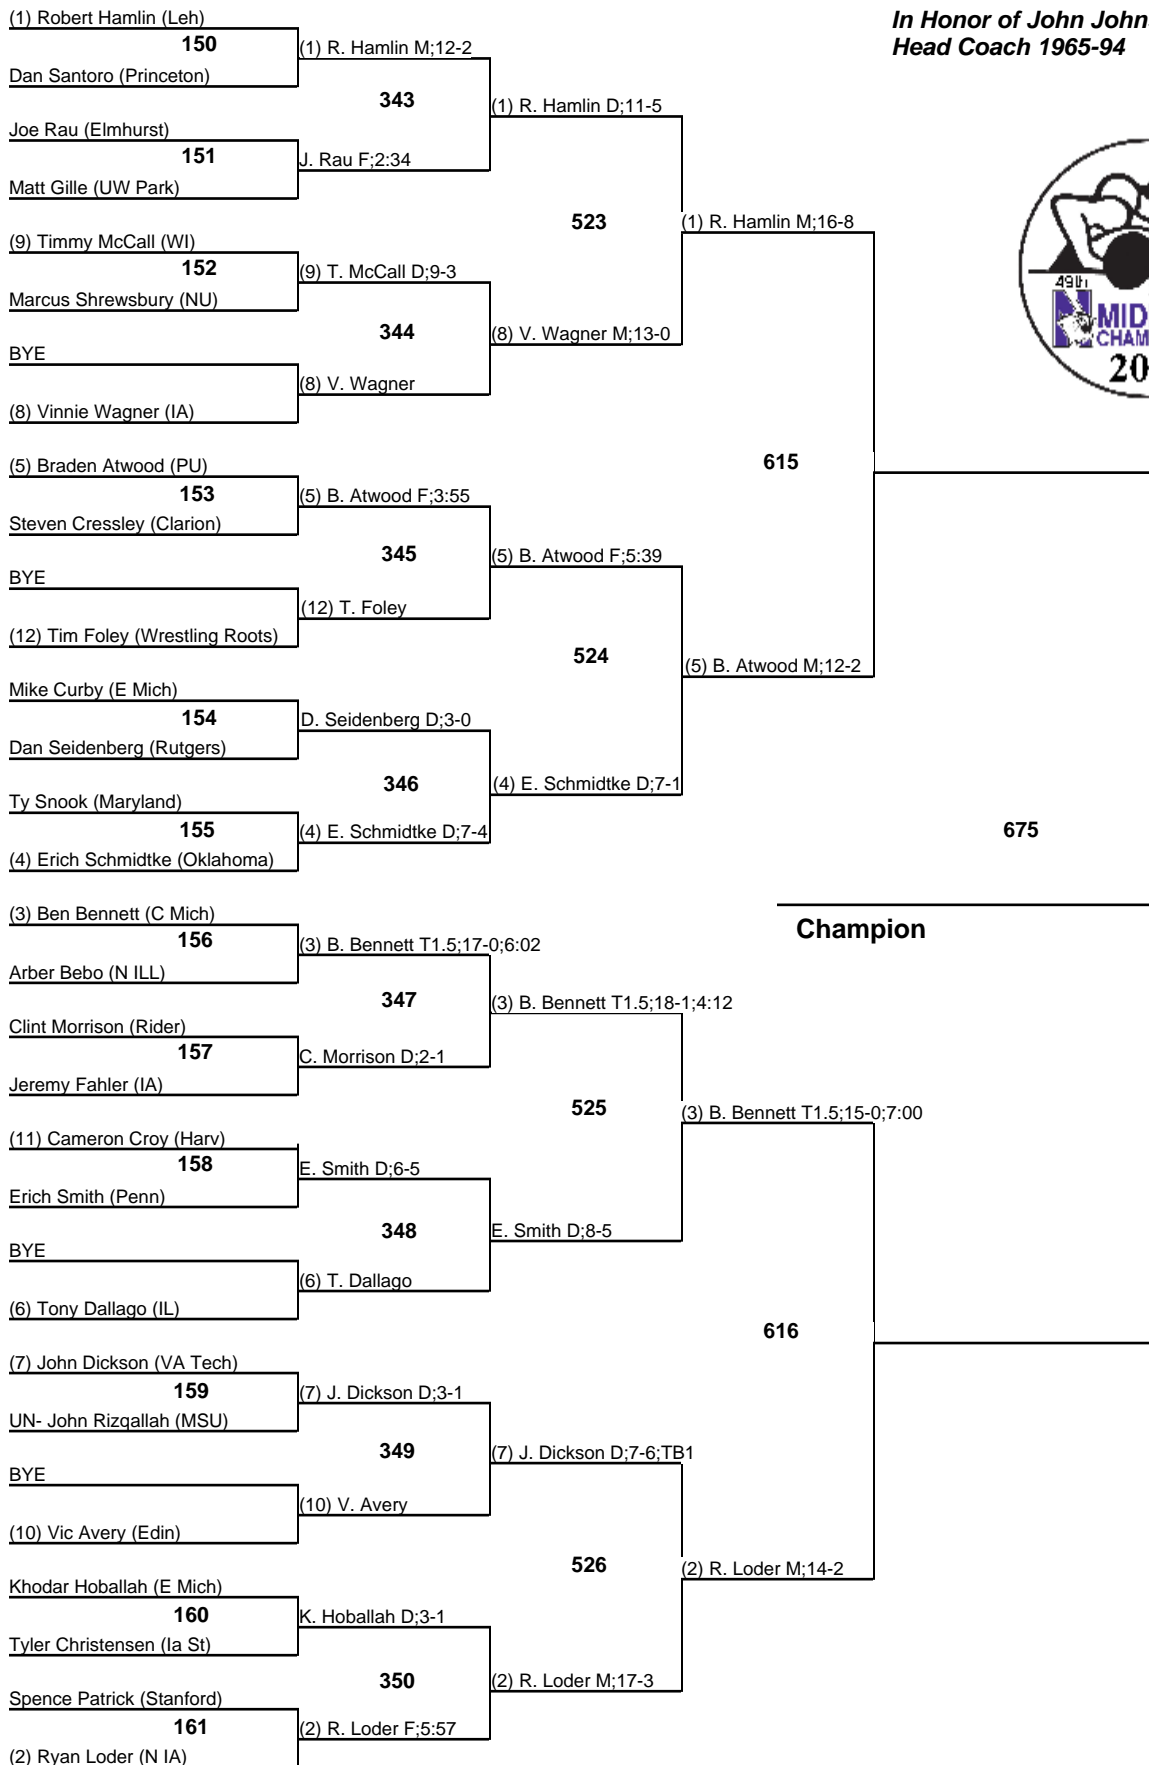 (1) Robert Hamlin (Leh)
150
Dan Santoro (Princeton)
(1) R. Hamlin M;12-2
343
Joe Rau (Elmhurst)
151
Matt Gille (UW Park)
J. Rau F;2:34
(1) R. Hamlin D;11-5
523
(9) Timmy McCall (WI)
152
Marcus Shrewsbury (NU)
(9) T. McCall D;9-3
344
BYE
(8) Vinnie Wagner (IA)
(8) V. Wagner
(8) V. Wagner M;13-0
(1) R. Hamlin M;16-8
615
(5) Braden Atwood (PU)
153
Steven Cressley (Clarion)
(5) B. Atwood F;3:55
345
BYE
(12) Tim Foley (Wrestling Roots)
(12) T. Foley
(5) B. Atwood F;5:39
524
Mike Curby (E Mich)
154
Dan Seidenberg (Rutgers)
D. Seidenberg D;3-0
346
Ty Snook (Maryland)
155
(4) Erich Schmidtke (Oklahoma)
(4) E. Schmidtke D;7-4
(4) E. Schmidtke D;7-1
(5) B. Atwood M;12-2
675
Champion
(3) Ben Bennett (C Mich)
156
Arber Bebo (N ILL)
(3) B. Bennett T1.5;17-0;6:02
347
Clint Morrison (Rider)
157
Jeremy Fahler (IA)
C. Morrison D;2-1
(3) B. Bennett T1.5;18-1;4:12
525
(11) Cameron Croy (Harv)
158
Erich Smith (Penn)
E. Smith D;6-5
348
BYE
(6) Tony Dallago (IL)
(6) T. Dallago
E. Smith D;8-5
(3) B. Bennett T1.5;15-0;7:00
616
(7) John Dickson (VA Tech)
159
UN- John Rizqallah (MSU)
(7) J. Dickson D;3-1
349
BYE
(10) Vic Avery (Edin)
(10) V. Avery
(7) J. Dickson D;7-6;TB1
526
Khodar Hoballah (E Mich)
160
Tyler Christensen (Ia St)
K. Hoballah D;3-1
350
Spence Patrick (Stanford)
161
(2) Ryan Loder (N IA)
(2) R. Loder F;5:57
(2) R. Loder M;17-3
(2) R. Loder M;14-2
In Honor of John John
Head Coach 1965-94
49th
N
MID
CHAM
20